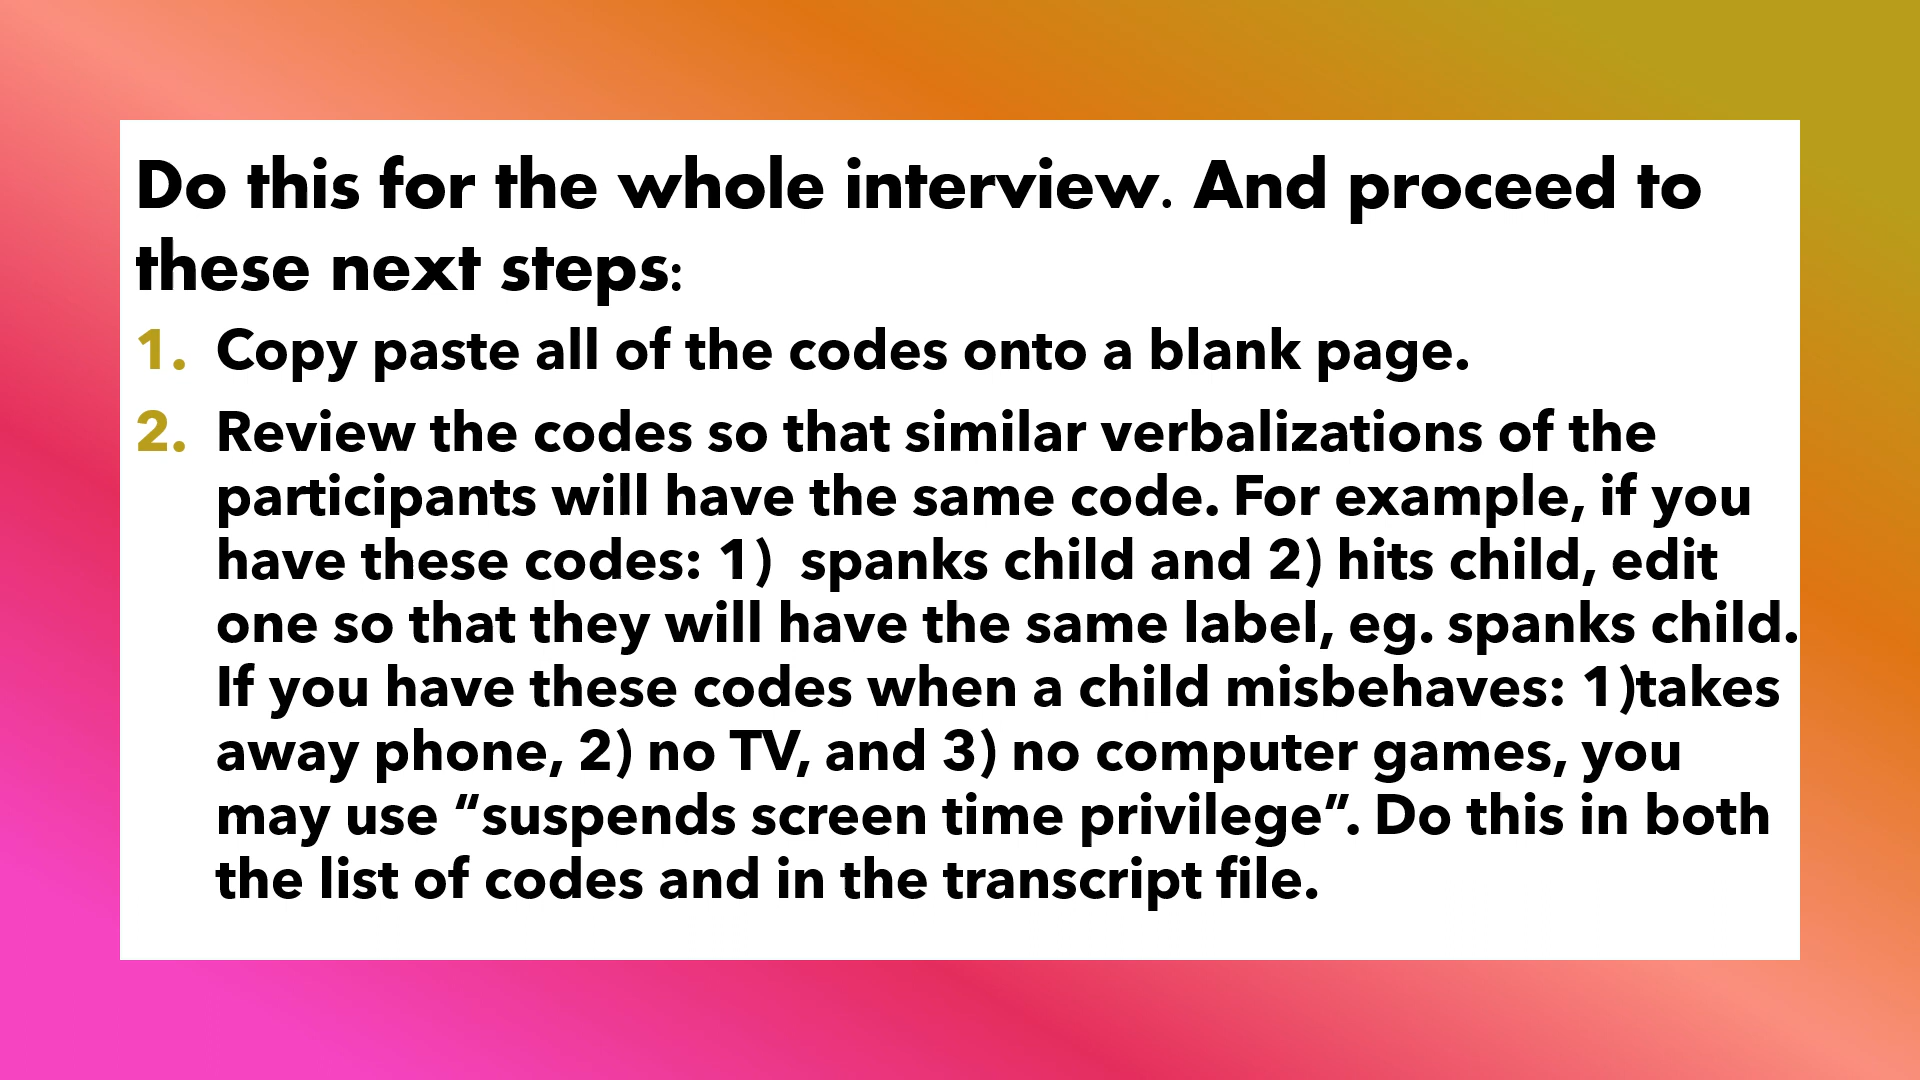 Do this for the whole interview. And proceed to
these next steps:
1. Copy paste all of the codes onto a blank page.
2. Review the codes so that similar verbalizations of the
participants will have the same code. For example, if you
have these codes: 1)  spanks child and 2) hits child, edit
one so that they will have the same label, eg. spanks child.
If you have these codes when a child misbehaves: 1)takes
away phone, 2) no TV, and 3) no computer games, you
may use “suspends screen time privilege”. Do this in both
the list of codes and in the transcript file.